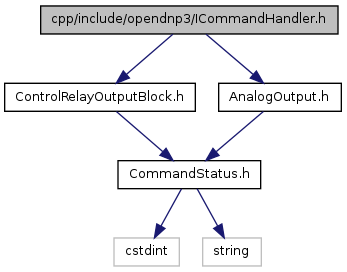 cpp/include/opendnp3/ICommandHandler.h
ControlRelayOutputBlock.h
AnalogOutput.h
CommandStatus.h
cstdint
string